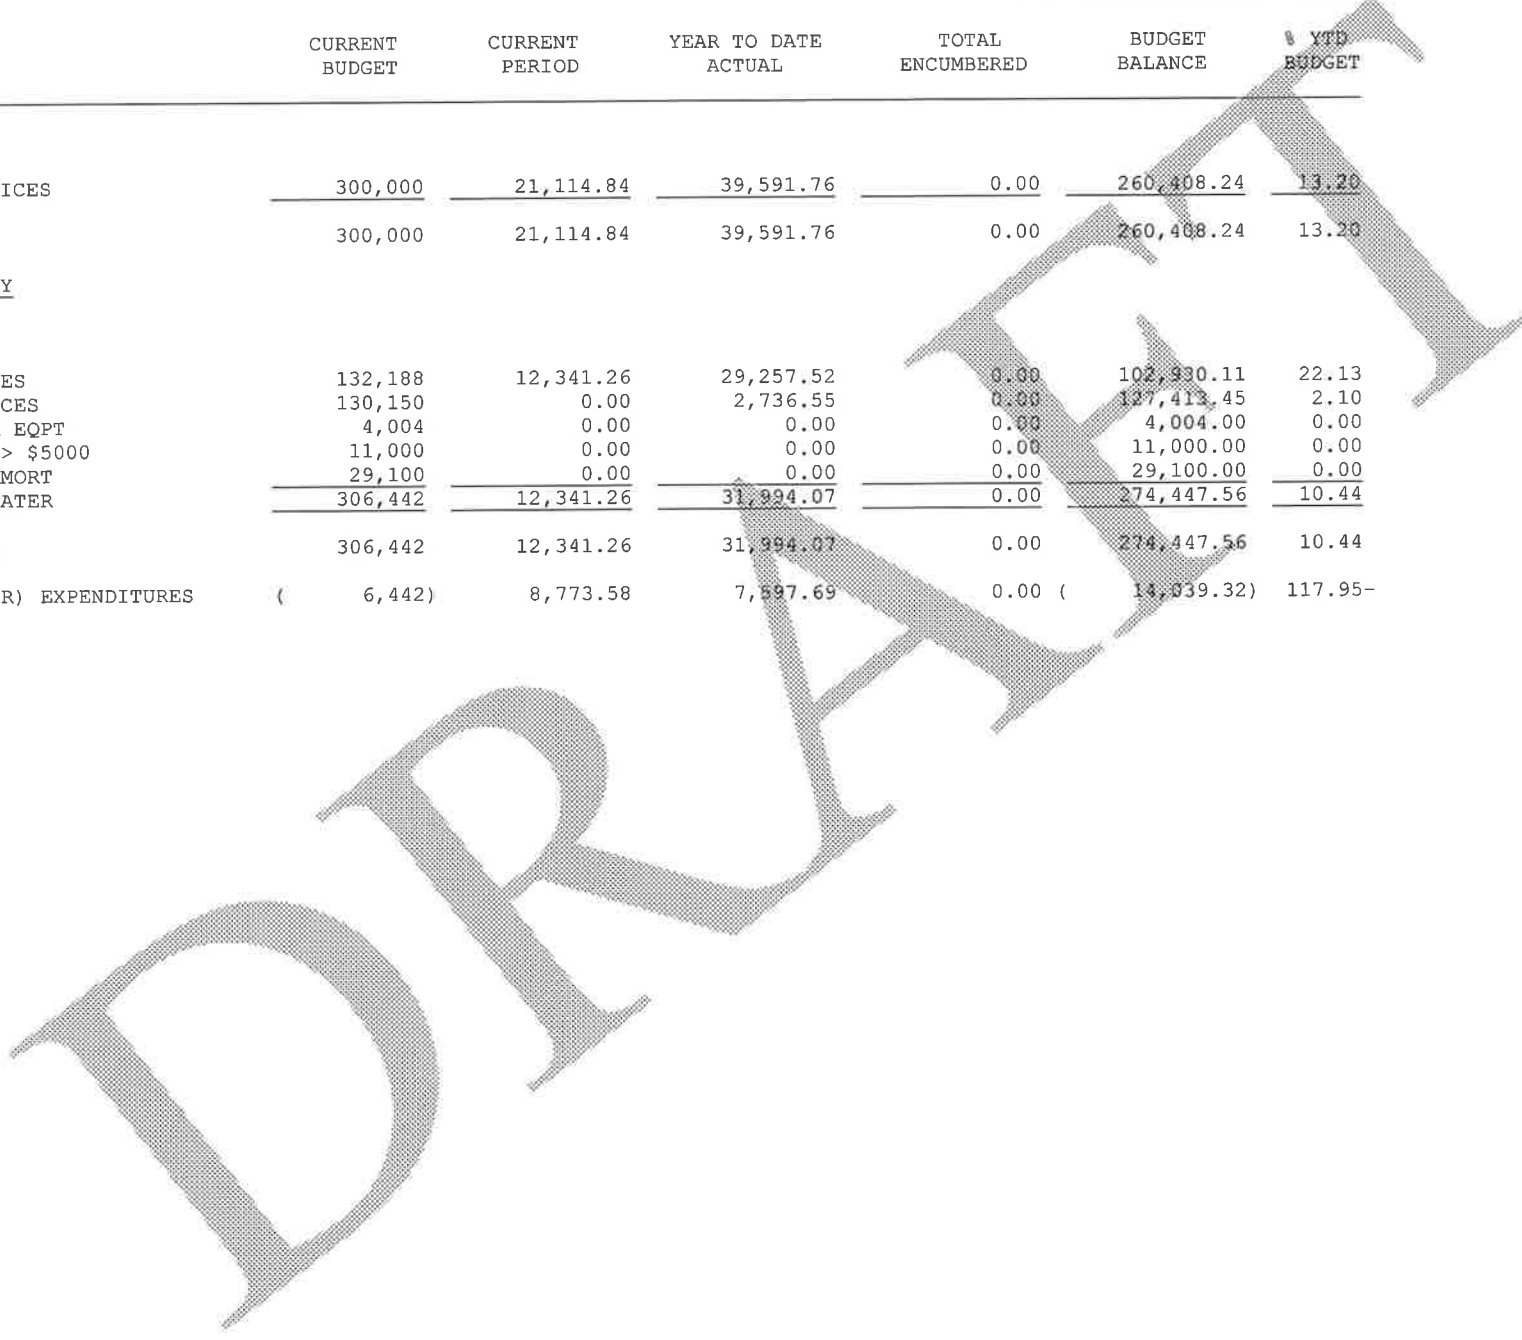 CURRENT CURRENT YEAR TO DATE TOTAL BUDGET % YTD
BUDGET PERIOD ACTUAL ENCUMBERED BALANCE BUDGET
ICES 300,000 21,114.84 39,591.76 0.00 260,408.24 13.20
300,000 21,114.84 39,591.76 0.00 260,408.24 13.20
Y
ES 132,188 12,341.26 29,257.52 0.00 102,930.11 22.13
CES 130,150 0.00 2,736.55 0.00 127,413.45 2.10
EQPT 4,004 0.00 0.00 0.00 4,004.00 0.00
> $5000 11,000 0.00 0.00 0.00 11,000.00 0.00
MORT 29,100 0.00 0.00 0.00 29,100.00 0.00
ATER 306,442 12,341.26 31,994.07 0.00 274,447.56 10.44
306,442 12,341.26 31,994.07 0.00 274,447.56 10.44
R) EXPENDITURES ( 6,442) 8,773.58 7,597.69 0.00 ( 14,039.32) 117.95-
DRAFT